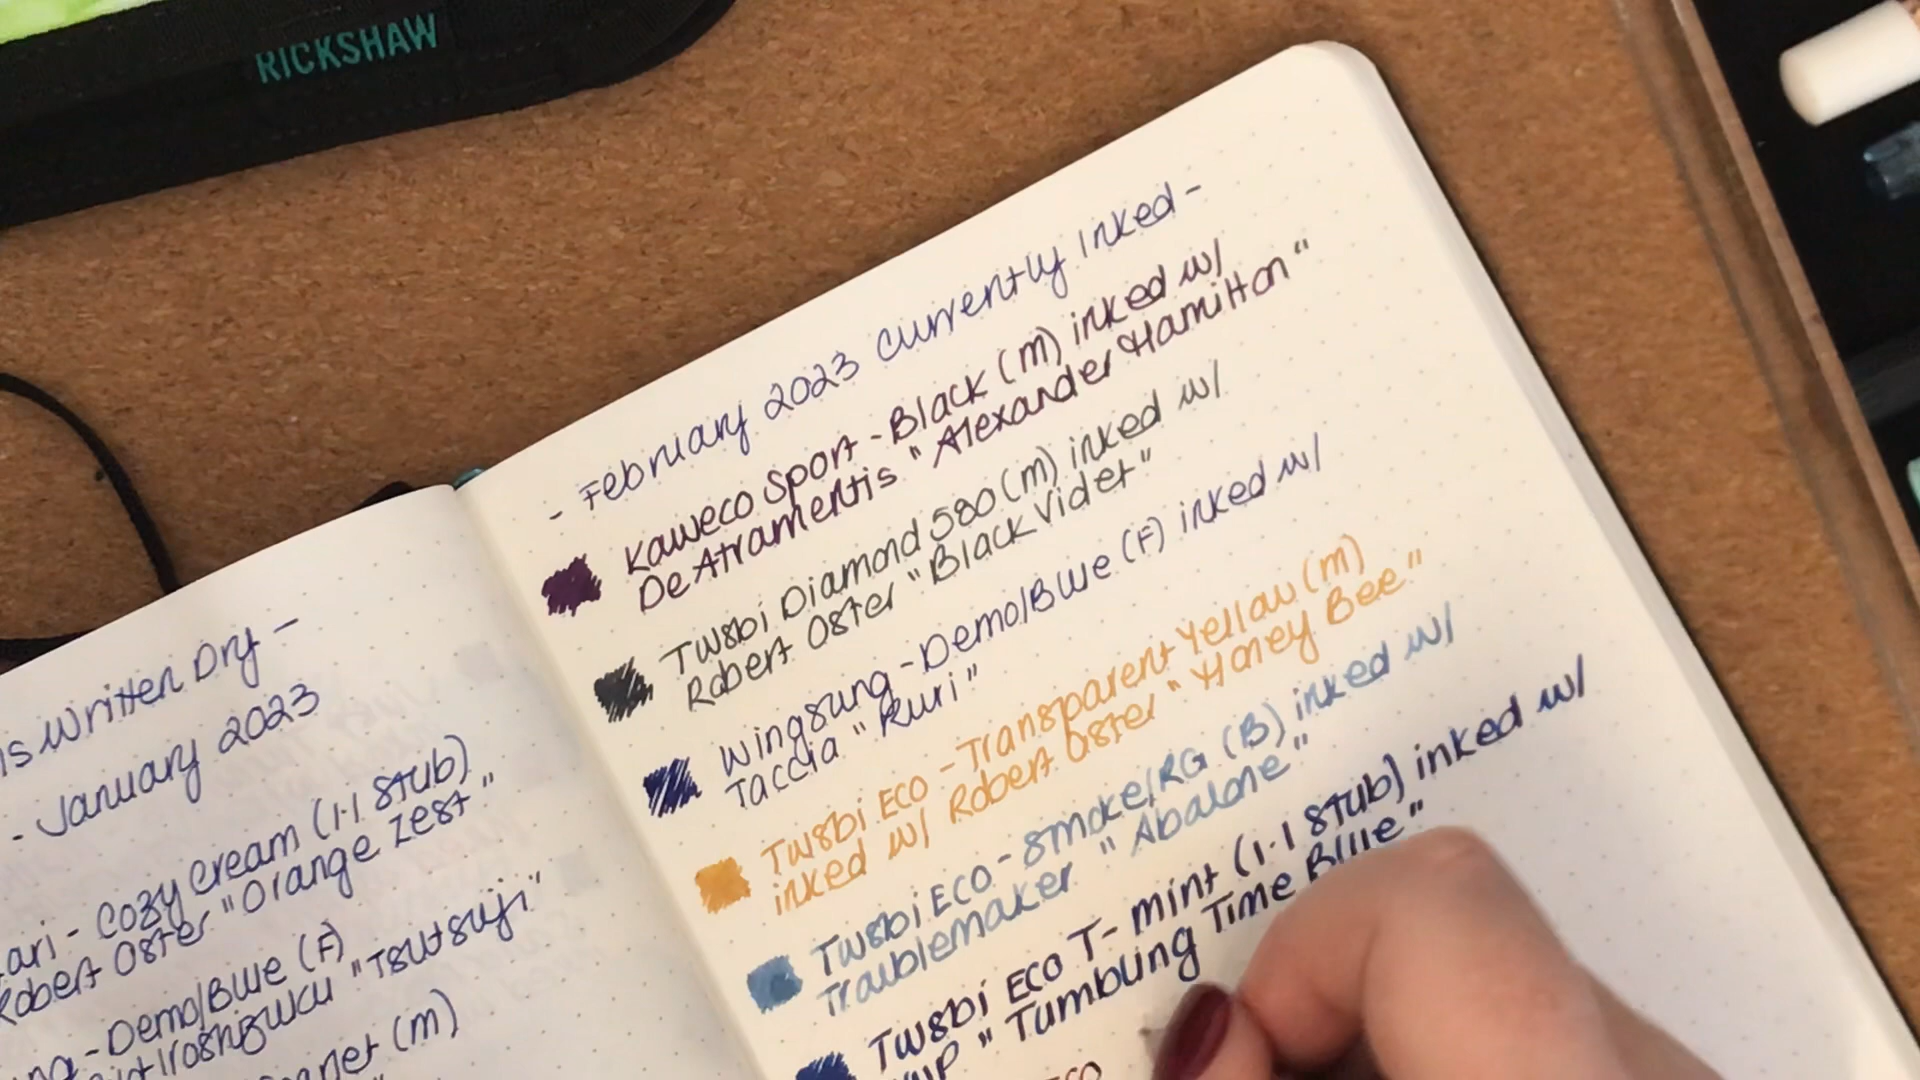 RICKSHAW
Written Dry -
- January 2023
- Cozy Cream (1.1 Stub)
Robert Oster "Orange Zest"
- Demo/Blue (F)
Iroshizuku "Tsutsuji"
(M)
- February 2023 Currently Inked -
Kaweco Sport - Black (M) inked w/
De Atramentis "Alexander Hamilton"
Twsbi Diamond 580 (M) inked w/
Robert Oster "Black Violet"
Wingsung - Demo/Blue (F) inked w/
Taccia "Ruri"
Twsbi ECO - Transparent Yellow (M)
inked w/ Robert Oster "Honey Bee"
Twsbi ECO - Smoke/RG (B) inked w/
Troublemaker "Abalone"
Twsbi ECO T - mint (1.1 Stub) inked w/
"Tumbling Time Blue"